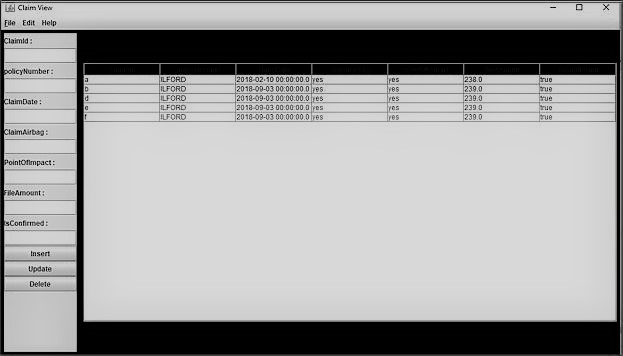 Claim View
File Edit Help
ClaimId :
policyNumber :
ClaimDate :
ClaimAirbag :
PointOfImpact :
FileAmount :
IsConfirmed :
Insert
Update
Delete
a ILFORD 2018-02-10 00:00:00.0 yes yes 238.0 true
b ILFORD 2018-09-03 00:00:00.0 yes yes 239.0 true
d ILFORD 2018-09-03 00:00:00.0 yes yes 239.0 true
e ILFORD 2018-09-03 00:00:00.0 yes yes 239.0 true
f ILFORD 2018-09-03 00:00:00.0 yes yes 239.0 true